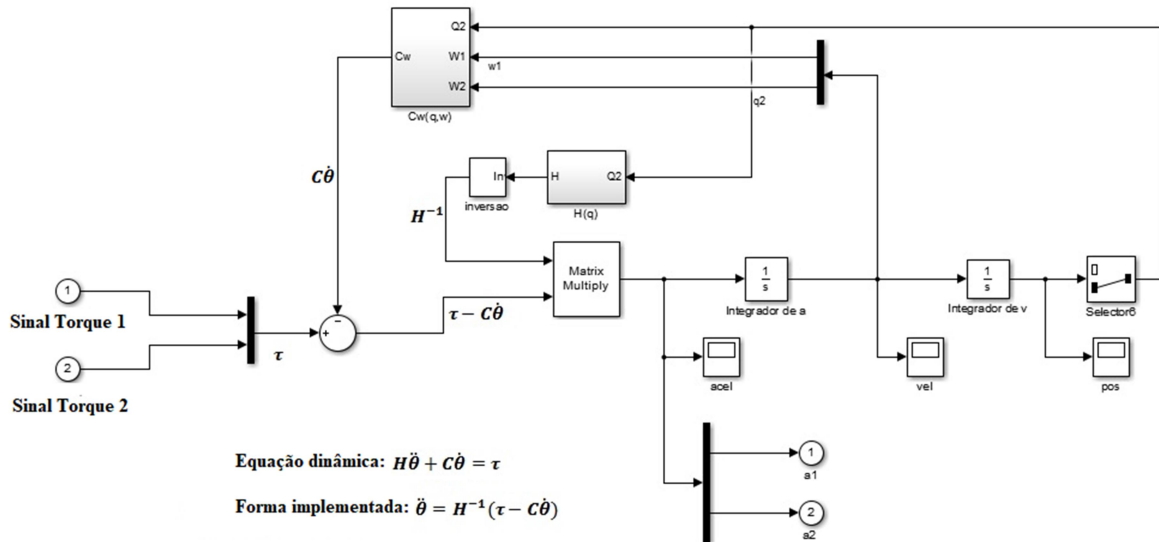 Q2
Cw
W1
w1
W2
Cw(q,w)
q2
Cθ̇
In
inversao
H
Q2
H(q)
H⁻¹
Matrix
Multiply
1
Sinal Torque 1
2
Sinal Torque 2
τ
−
+
τ − Cθ̇
1
s
Integrador de a
1
s
Integrador de v
Selector6
acel
vel
pos
1
a1
2
a2
Equação dinâmica: Hθ̈ + Cθ̇ = τ
Forma implementada: θ̈ = H⁻¹(τ − Cθ̇)